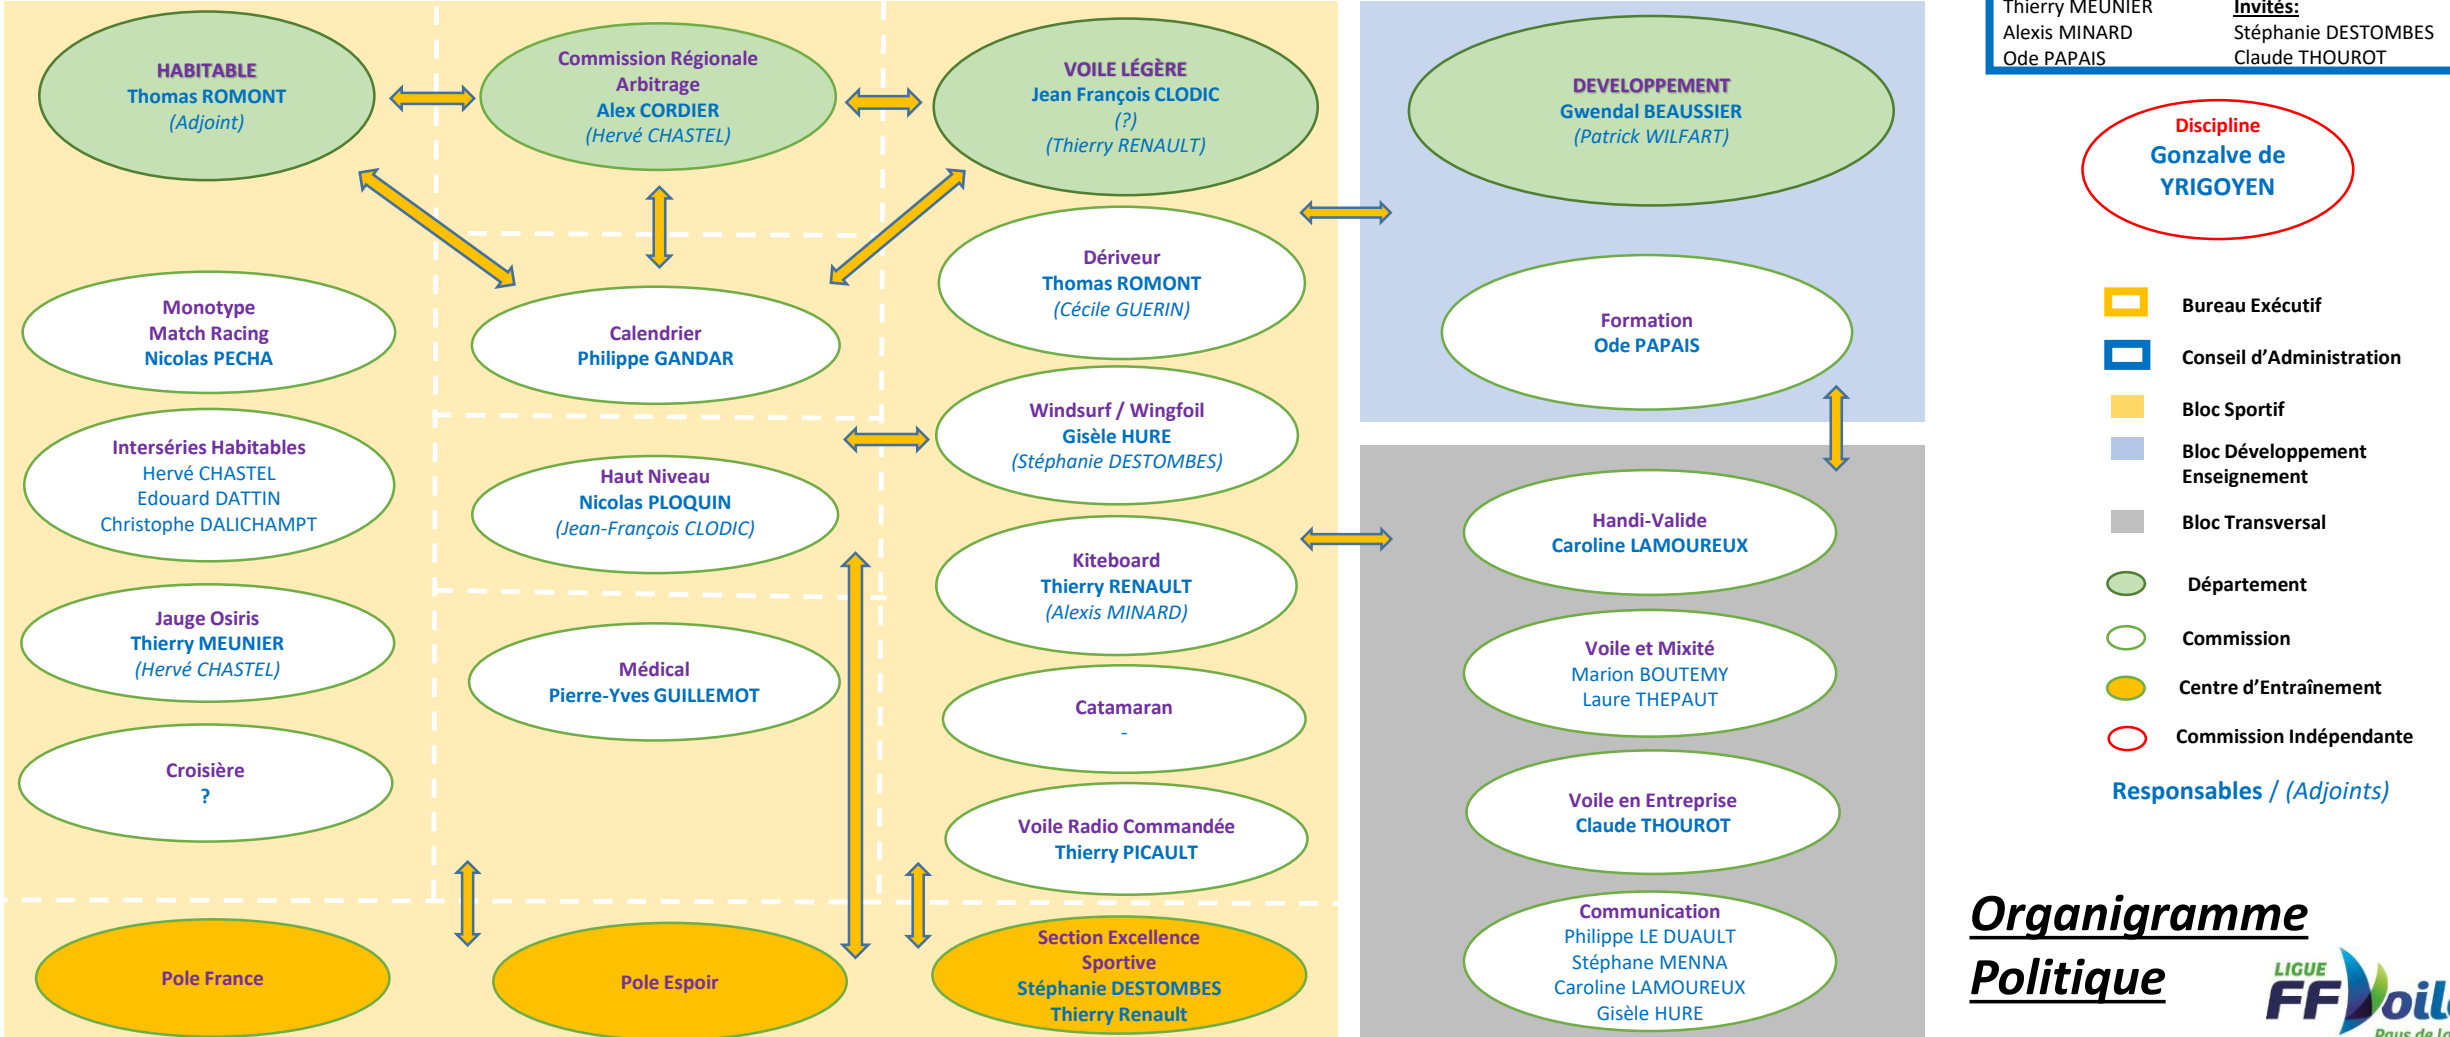 HABITABLE
Thomas ROMONT
(Adjoint)
Commission Régionale
Arbitrage
Alex CORDIER
(Hervé CHASTEL)
VOILE LÉGÈRE
Jean François CLODIC
(?)
(Thierry RENAULT)
DEVELOPPEMENT
Gwendal BEAUSSIER
(Patrick WILFART)
Thierry MEUNIER
Alexis MINARD
Ode PAPAIS
Invités:
Stéphanie DESTOMBES
Claude THOUROT
Discipline
Gonzalve de
YRIGOYEN
Monotype
Match Racing
Nicolas PECHA
Interséries Habitables
Hervé CHASTEL
Edouard DATTIN
Christophe DALICHAMPT
Jauge Osiris
Thierry MEUNIER
(Hervé CHASTEL)
Croisière
?
Calendrier
Philippe GANDAR
Haut Niveau
Nicolas PLOQUIN
(Jean-François CLODIC)
Médical
Pierre-Yves GUILLEMOT
Dériveur
Thomas ROMONT
(Cécile GUERIN)
Windsurf / Wingfoil
Gisèle HURE
(Stéphanie DESTOMBES)
Kiteboard
Thierry RENAULT
(Alexis MINARD)
Catamaran
-
Voile Radio Commandée
Thierry PICAULT
Pole France
Pole Espoir
Section Excellence
Sportive
Stéphanie DESTOMBES
Thierry Renault
Formation
Ode PAPAIS
Handi-Valide
Caroline LAMOUREUX
Voile et Mixité
Marion BOUTEMY
Laure THEPAUT
Voile en Entreprise
Claude THOUROT
Communication
Philippe LE DUAULT
Stéphane MENNA
Caroline LAMOUREUX
Gisèle HURE
Bureau Exécutif
Conseil d'Administration
Bloc Sportif
Bloc Développement
Enseignement
Bloc Transversal
Département
Commission
Centre d'Entraînement
Commission Indépendante
Responsables / (Adjoints)
Organigramme
Politique
LIGUE
FFVoile
Pays de la